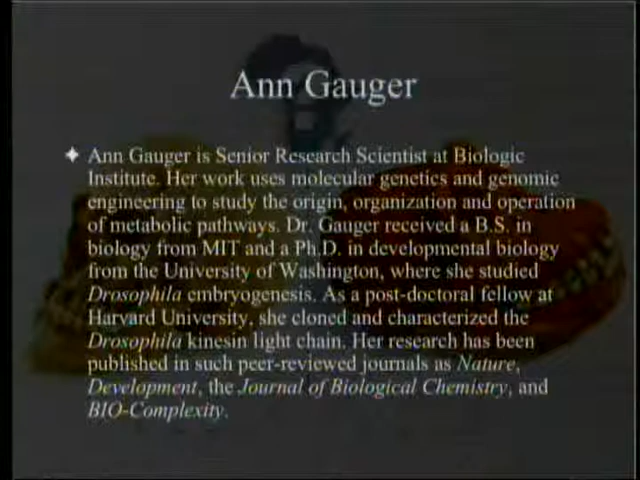 Ann Gauger
Ann Gauger is Senior Research Scientist at Biologic
Institute. Her work uses molecular genetics and genomic
engineering to study the origin, organization and operation
of metabolic pathways. Dr. Gauger received a B.S. in
biology from MIT and a Ph.D. in developmental biology
from the University of Washington, where she studied
Drosophila embryogenesis. As a post-doctoral fellow at
Harvard University, she cloned and characterized the
Drosophila kinesin light chain. Her research has been
published in such peer-reviewed journals as Nature,
Development, the Journal of Biological Chemistry, and
BIO-Complexity.